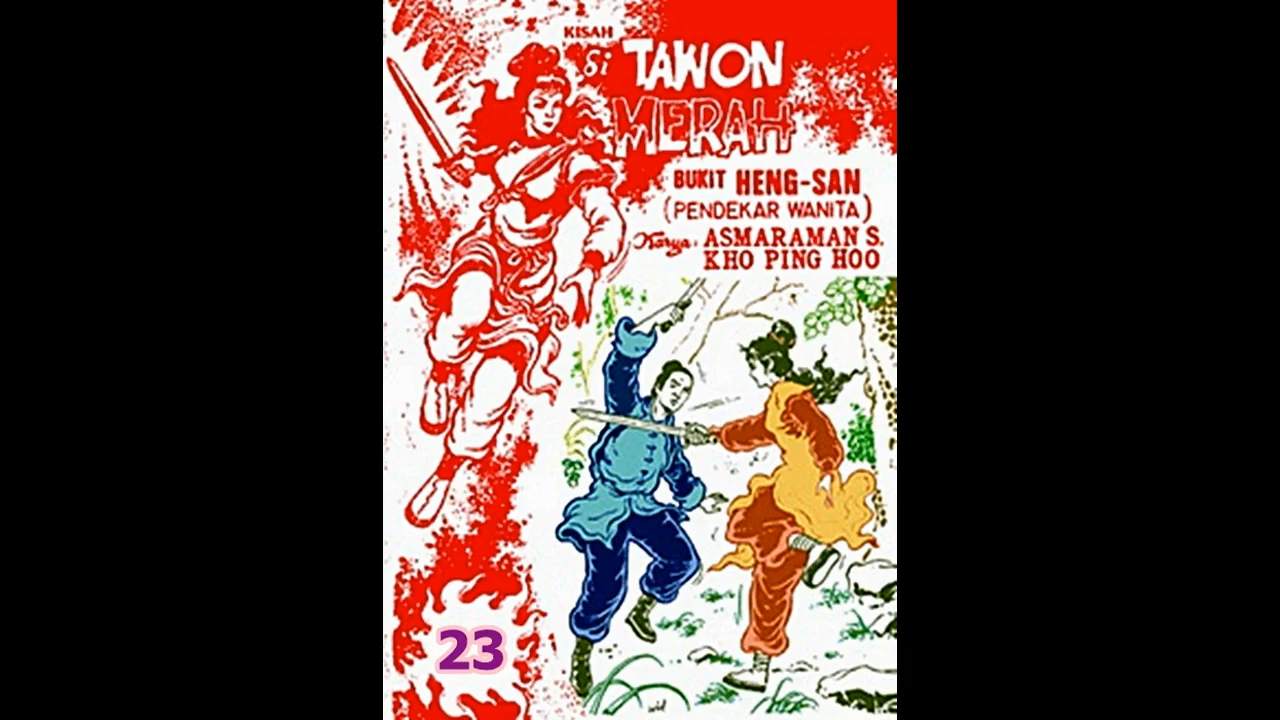 KISAH
Si TAWON
MERAH
BUKIT HENG-SAN
(PENDEKAR WANITA)
Karya: ASMARAMAN S.
KHO PING HOO
23